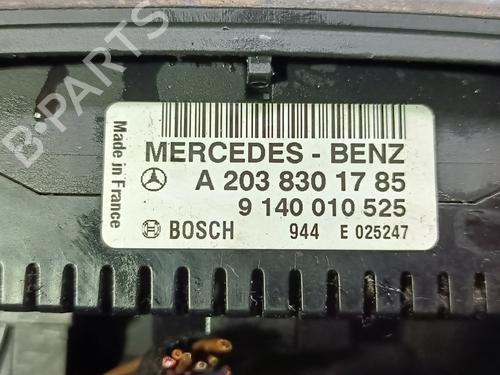 B-PARTS
Made in France
MERCEDES - BENZ
A 203 830 17 85
9 140 010 525
BOSCH 944 E 025247